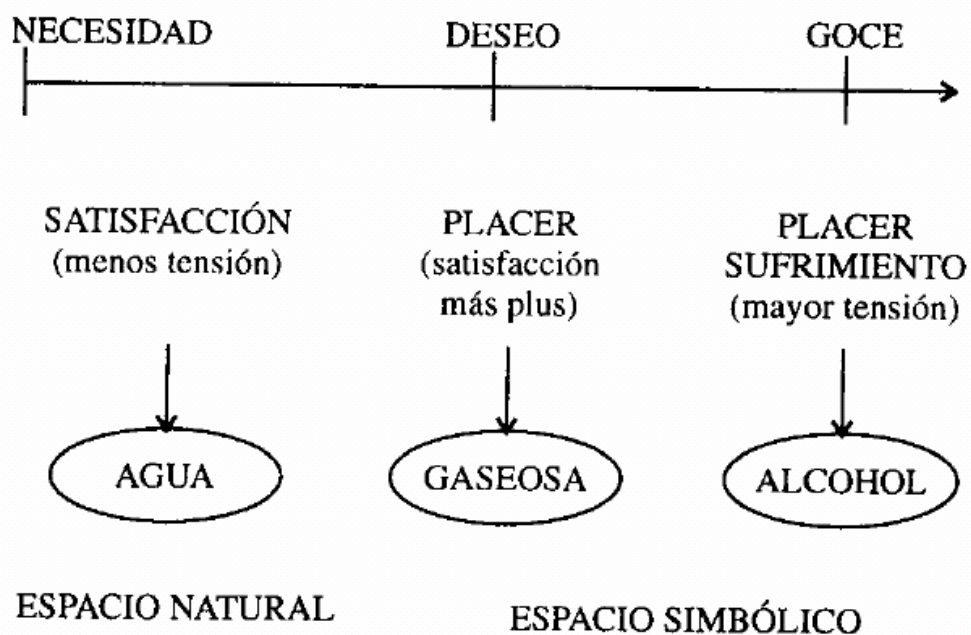 NECESIDAD
DESEO
GOCE
SATISFACCIÓN
(menos tensión)
PLACER
(satisfacción
más plus)
PLACER
SUFRIMIENTO
(mayor tensión)
AGUA
GASEOSA
ALCOHOL
ESPACIO NATURAL
ESPACIO SIMBÓLICO